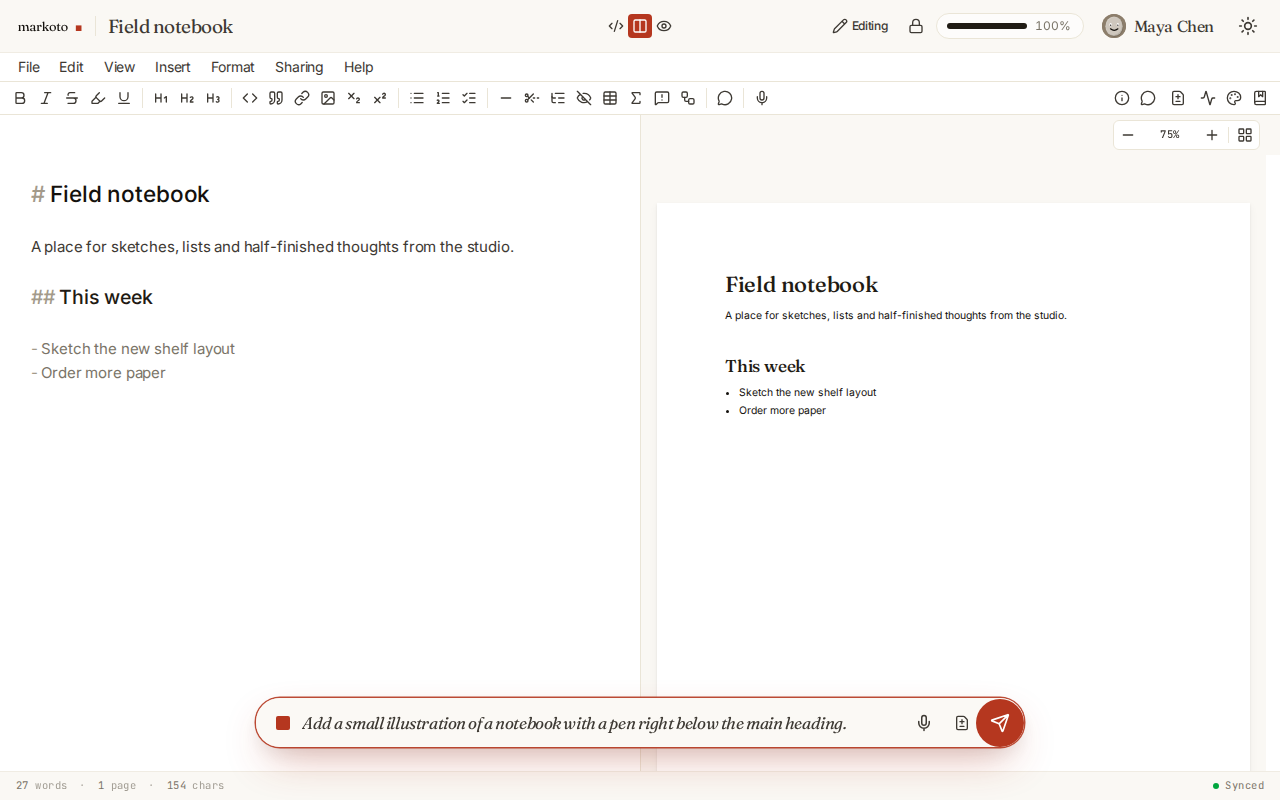 markoto
Field notebook
Editing
100%
Maya Chen
File Edit View Insert Format Sharing Help
H1 H2 H3
75%
# Field notebook
A place for sketches, lists and half-finished thoughts from the studio.
## This week
- Sketch the new shelf layout
- Order more paper
Field notebook
A place for sketches, lists and half-finished thoughts from the studio.
This week
• Sketch the new shelf layout
• Order more paper
Add a small illustration of a notebook with a pen right below the main heading.
27 words · 1 page · 154 chars
Synced